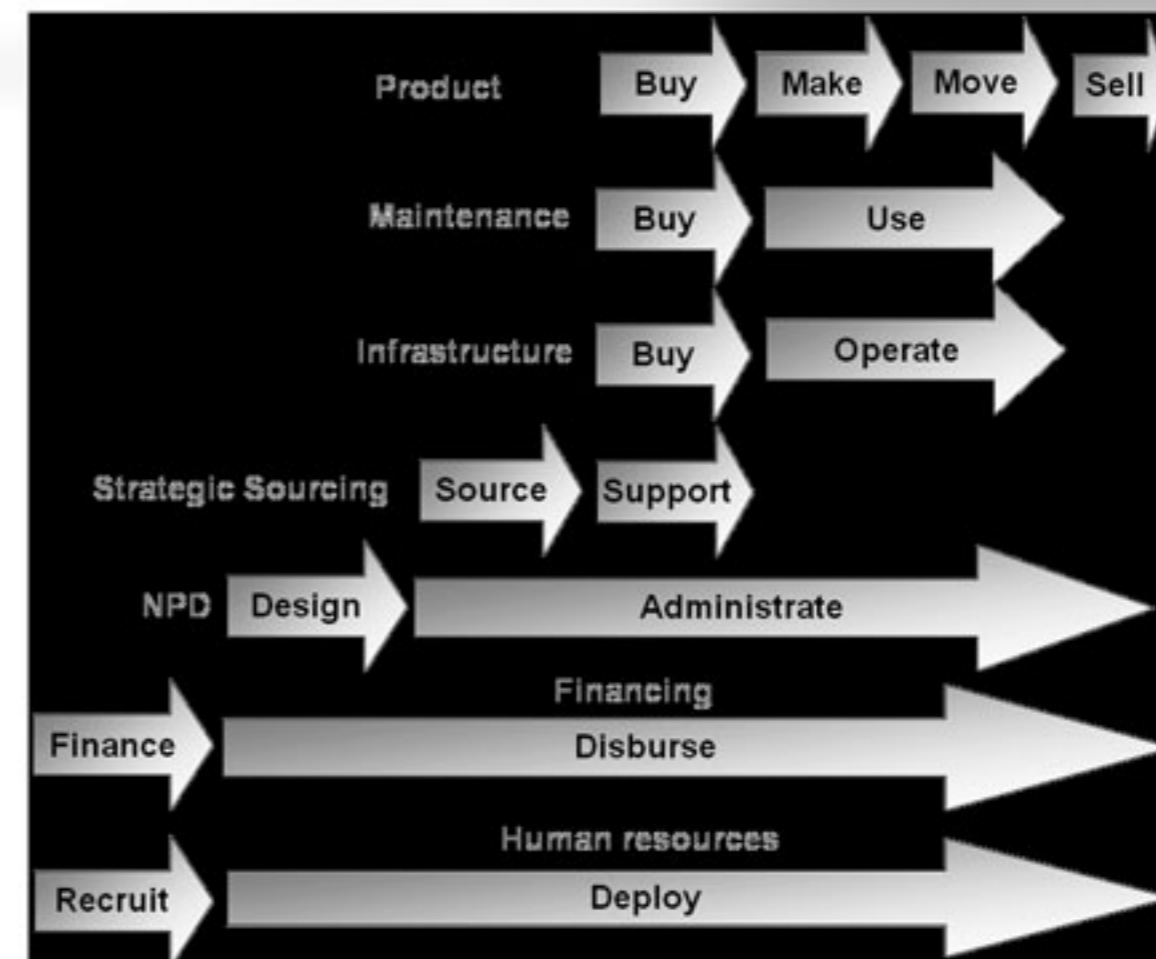 Product Buy Make Move Sell
Maintenance Buy Use
Infrastructure Buy Operate
Strategic Sourcing Source Support
NPD Design Administrate
Financing
Finance Disburse
Human resources
Recruit Deploy